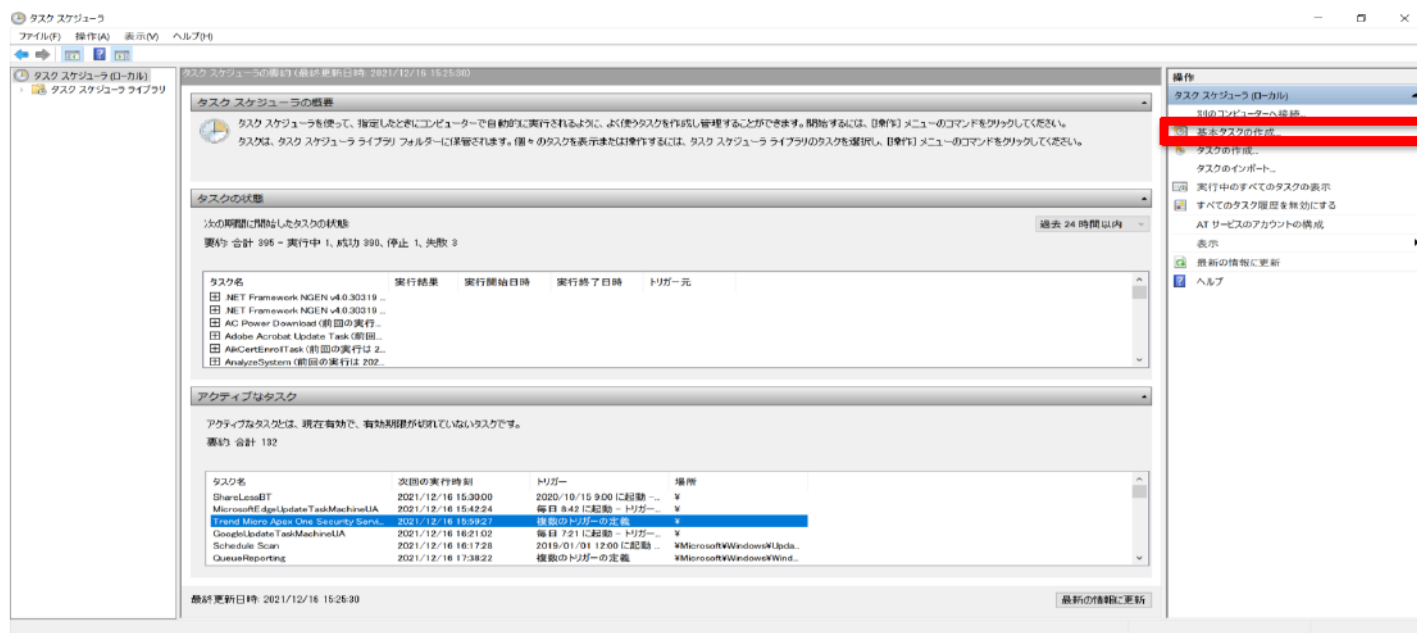 タスク スケジューラ
ファイル(F) 操作(A) 表示(V) ヘルプ(H)
タスク スケジューラ (ローカル)
タスク スケジューラ ライブラリ
タスク スケジューラの要約 (最終更新日時: 2021/12/16 15:25:30)
タスク スケジューラの概要
タスク スケジューラを使って、指定したときにコンピューターで自動的に実行されるように、よく使うタスクを作成し管理することができます。開始するには、[操作] メニューのコマンドをクリックしてください。
タスクは、タスク スケジューラ ライブラリ フォルダーに保管されます。個々のタスクを表示または操作するには、タスク スケジューラ ライブラリのタスクを選択し、[操作] メニューのコマンドをクリックしてください。
タスクの状態
次の期間に開始したタスクの状態:
過去 24 時間以内
要約: 合計 395 - 実行中 1、成功 390、停止 1、失敗 3
タスク名 実行結果 実行開始日時 実行終了日時 トリガー元
.NET Framework NGEN v4.0.30319 ...
.NET Framework NGEN v4.0.30319 ...
AC Power Download (前回の実行...
Adobe Acrobat Update Task (前回...
AikCertEnrollTask (前回の実行は 2...
AnalyzeSystem (前回の実行は 202...
アクティブなタスク
アクティブなタスクとは、現在有効で、有効期限が切れていないタスクです。
要約: 合計 132
タスク名 次回の実行時刻 トリガー 場所
ShareLessBT 2021/12/16 15:30:00 2020/10/15 9:00 に起動 -... ¥
MicrosoftEdgeUpdateTaskMachineUA 2021/12/16 15:42:24 毎日 8:42 に起動 - トリガー... ¥
Trend Micro Apex One Security Servi... 2021/12/16 15:59:27 複数のトリガーの定義 ¥
GoogleUpdateTaskMachineUA 2021/12/16 16:21:02 毎日 7:21 に起動 - トリガー... ¥
Schedule Scan 2021/12/16 16:17:28 2019/01/01 12:00 に起動 ... ¥Microsoft¥Windows¥Upda...
QueueReporting 2021/12/16 17:38:22 複数のトリガーの定義 ¥Microsoft¥Windows¥Wind...
最終更新日時: 2021/12/16 15:25:30
最新の情報に更新
操作
タスク スケジューラ (ローカル)
別のコンピューターへ接続...
基本タスクの作成...
タスクの作成...
タスクのインポート...
実行中のすべてのタスクの表示
すべてのタスク履歴を無効にする
AT サービスのアカウントの構成
表示
最新の情報に更新
ヘルプ